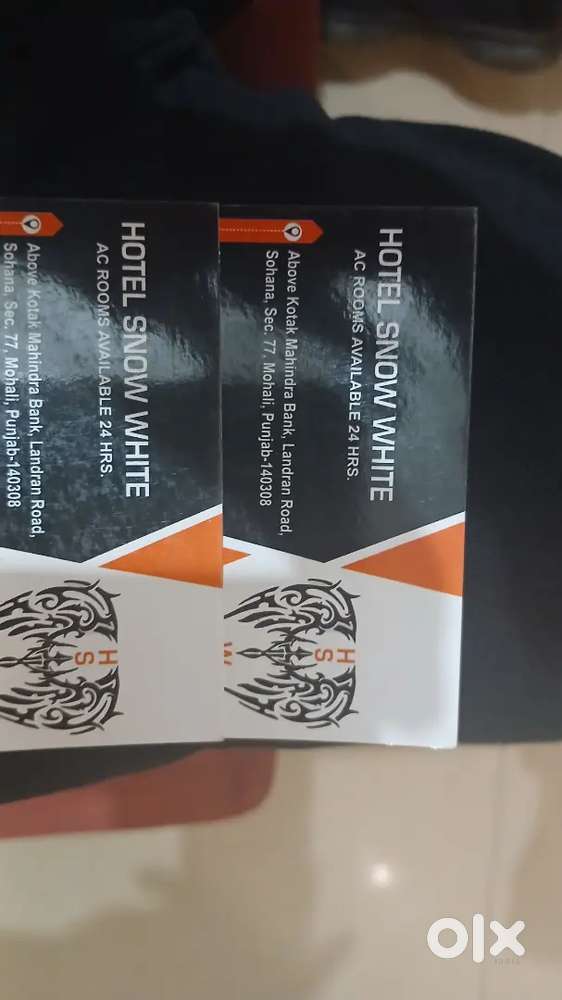 HOTEL SNOW WHITE
AC ROOMS AVAILABLE 24 HRS.
Above Kotak Mahindra Bank, Landran Road,
Sohana, Sec. 77, Mohali, Punjab-140308
H
S
W
HOTEL SNOW WHITE
AC ROOMS AVAILABLE 24 HRS.
Above Kotak Mahindra Bank, Landran Road,
Sohana, Sec. 77, Mohali, Punjab-140308
H
S
olx